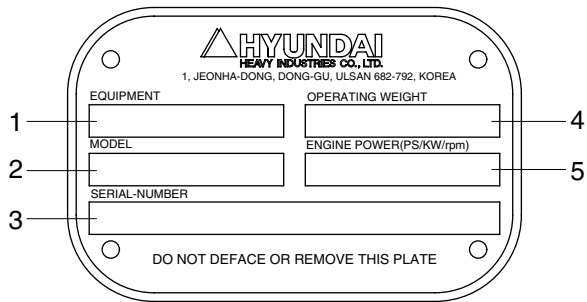 HYUNDAI
HEAVY INDUSTRIES CO., LTD.
1, JEONHA-DONG, DONG-GU, ULSAN 682-792, KOREA
EQUIPMENT OPERATING WEIGHT
1 4
MODEL ENGINE POWER(PS/KW/rpm)
2 5
SERIAL-NUMBER
3
DO NOT DEFACE OR REMOVE THIS PLATE